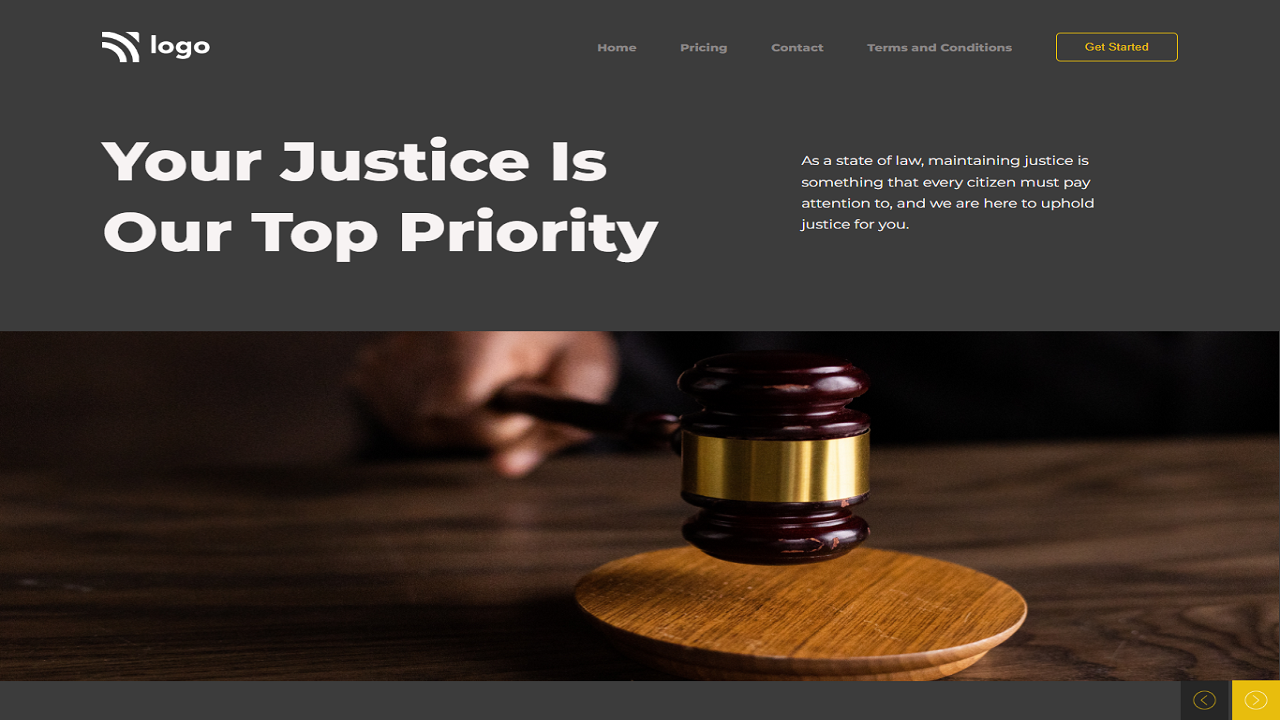 logo
Home Pricing Contact Terms and Conditions Get Started
Your Justice Is
Our Top Priority
As a state of law, maintaining justice is
something that every citizen must pay
attention to, and we are here to uphold
justice for you.